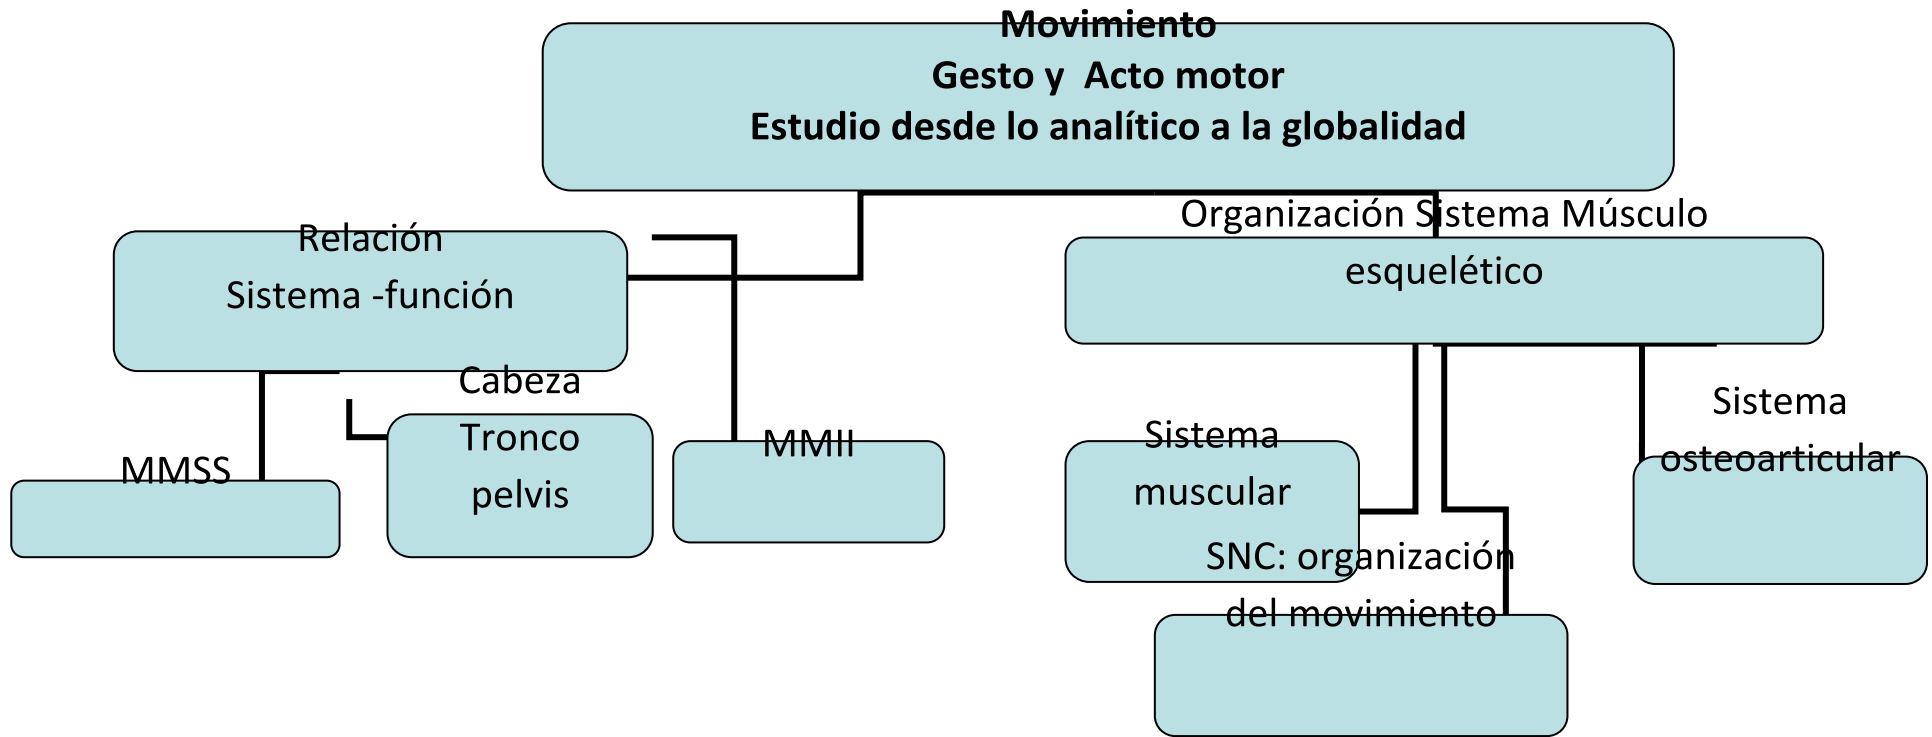 Movimiento
Gesto y  Acto motor
Estudio desde lo analítico a la globalidad
Relación
Sistema -función
Organización Sistema Músculo
esquelético
MMSS
Cabeza
Tronco
pelvis
MMII
Sistema
muscular
SNC: organización
del movimiento
Sistema
osteoarticular